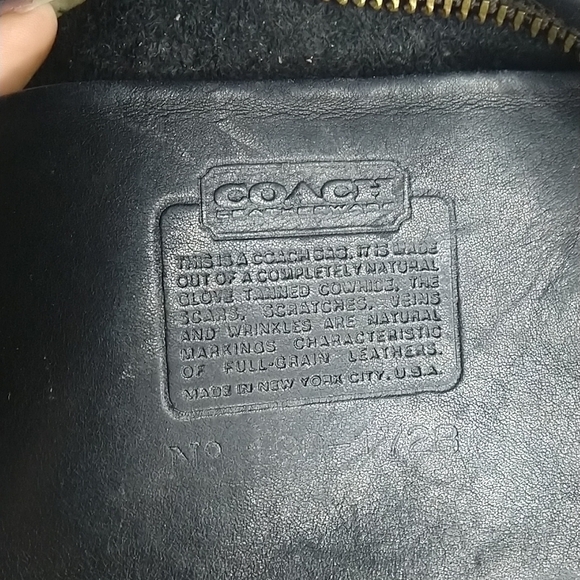 COACH
LEATHERWARE
THIS IS A COACH BAG. IT IS MADE
OUT OF A COMPLETELY NATURAL
GLOVE TANNED COWHIDE, THE
SCARS, SCRATCHES, VEINS
AND WRINKLES ARE NATURAL
MARKINGS CHARACTERISTIC
OF FULL-GRAIN LEATHERS.
MADE IN NEW YORK CITY, U.S.A.
No